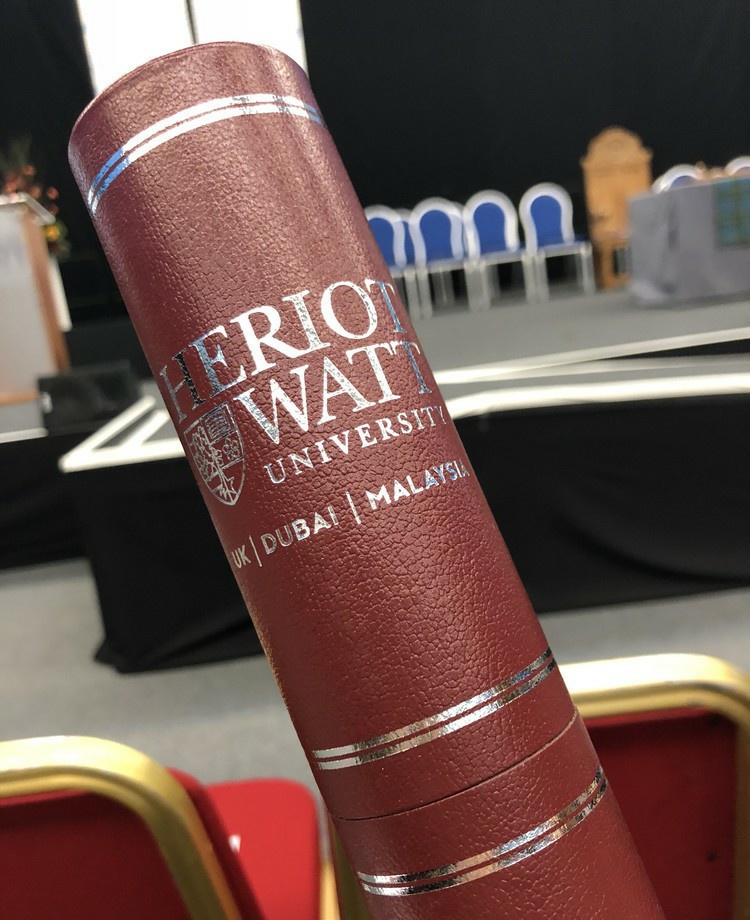 HERIOT
WATT
UNIVERSITY
UK | DUBAI | MALAYSIA